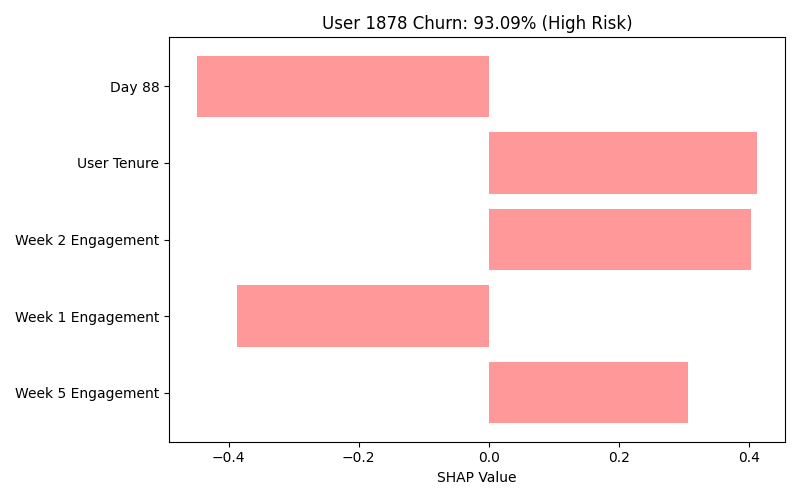 User 1878 Churn: 93.09% (High Risk)
Day 88
User Tenure
Week 2 Engagement
Week 1 Engagement
Week 5 Engagement
−0.4
−0.2
0.0
0.2
0.4
SHAP Value